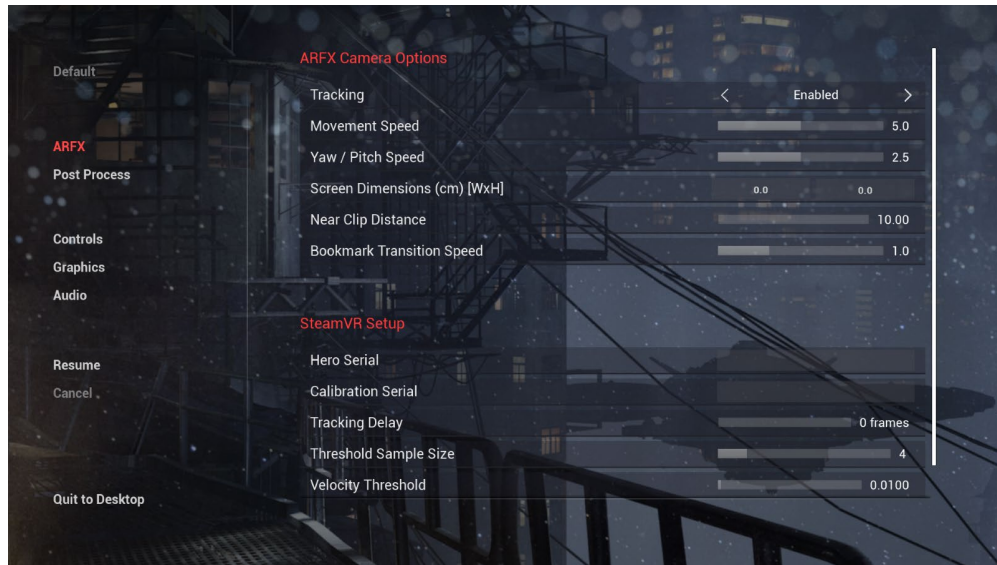 Default
ARFX
Post Process
Controls
Graphics
Audio
Resume
Cancel
Quit to Desktop
ARFX Camera Options
Tracking < Enabled >
Movement Speed 5.0
Yaw / Pitch Speed 2.5
Screen Dimensions (cm) [WxH] 0.0 0.0
Near Clip Distance 10.00
Bookmark Transition Speed 1.0
SteamVR Setup
Hero Serial
Calibration Serial
Tracking Delay 0 frames
Threshold Sample Size 4
Velocity Threshold 0.0100